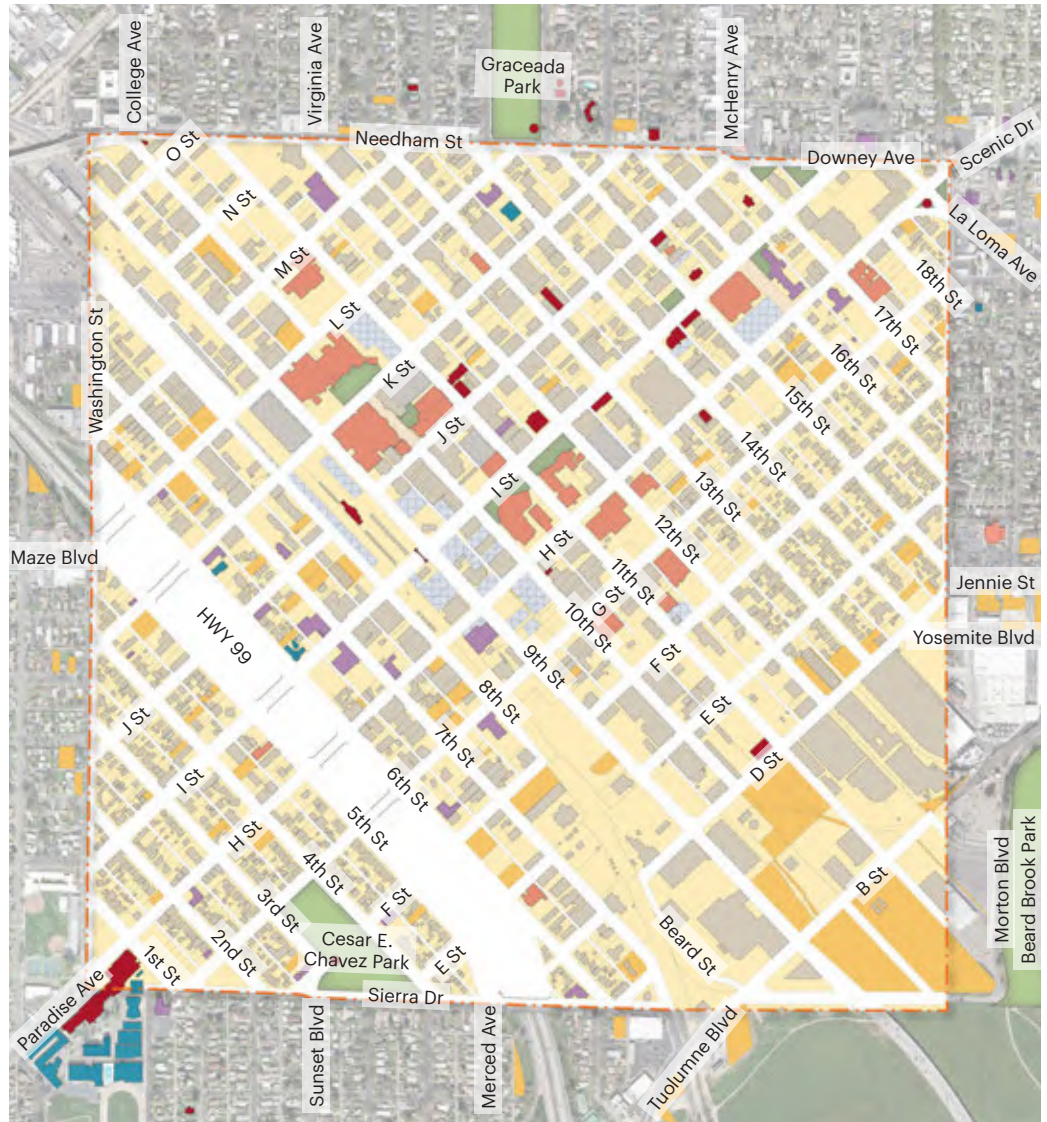 College Ave
Virginia Ave
Graceada
Park
McHenry Ave
Needham St
Downey Ave
Scenic Dr
O St
N St
M St
L St
K St
J St
I St
H St
G St
F St
E St
D St
B St
La Loma Ave
18th St
17th St
16th St
15th St
14th St
13th St
12th St
11th St
10th St
9th St
8th St
7th St
6th St
5th St
4th St
3rd St
2nd St
1st St
Washington St
Maze Blvd
HWY 99
Jennie St
Yosemite Blvd
J St
I St
H St
F St
E St
Cesar E.
Chavez Park
Beard St
Morton Blvd
Beard Brook Park
Paradise Ave
Sierra Dr
Sunset Blvd
Merced Ave
Tuolumne Blvd